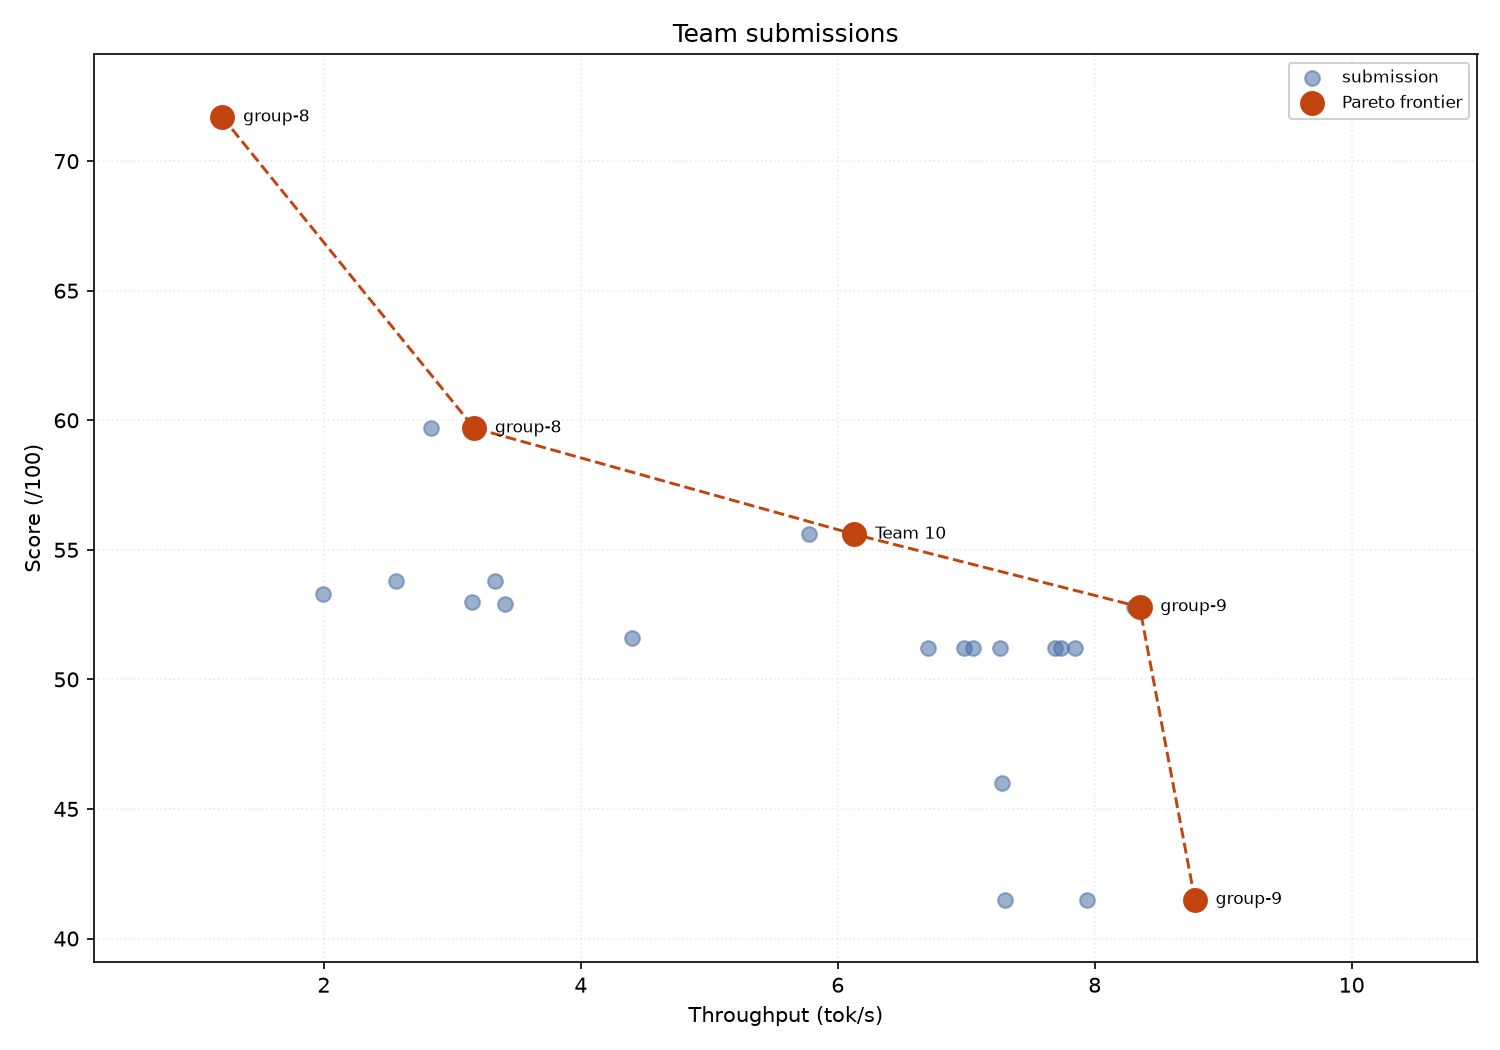 Team submissions
submission
Pareto frontier
group-8
group-8
Team 10
group-9
group-9
70
65
60
55
50
45
40
Score (/100)
2
4
6
8
10
Throughput (tok/s)